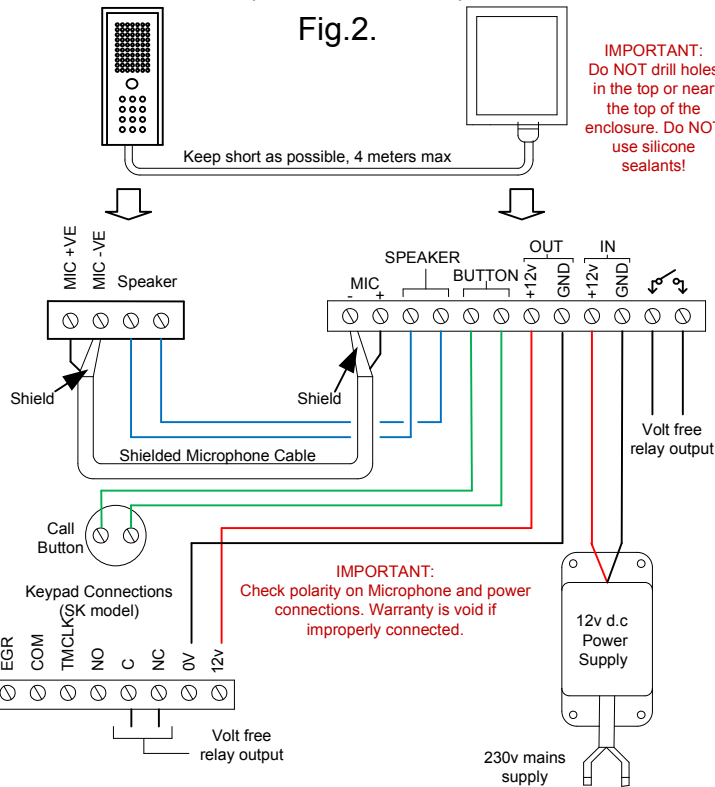 Fig.2.
IMPORTANT:
Do NOT drill holes
in the top or near
the top of the
enclosure. Do NOT
use silicone
sealants!
Keep short as possible, 4 meters max
MIC +VE
MIC -VE
Speaker
MIC
- +
SPEAKER
BUTTON
OUT
+12v
GND
IN
+12v
GND
Shield
Shield
Volt free
relay output
Shielded Microphone Cable
Call
Button
IMPORTANT:
Check polarity on Microphone and power
connections. Warranty is void if
improperly connected.
Keypad Connections
(SK model)
EGR
COM
TMCLK
NO
C
NC
0V
12v
Volt free
relay output
12v d.c
Power
Supply
230v mains
supply